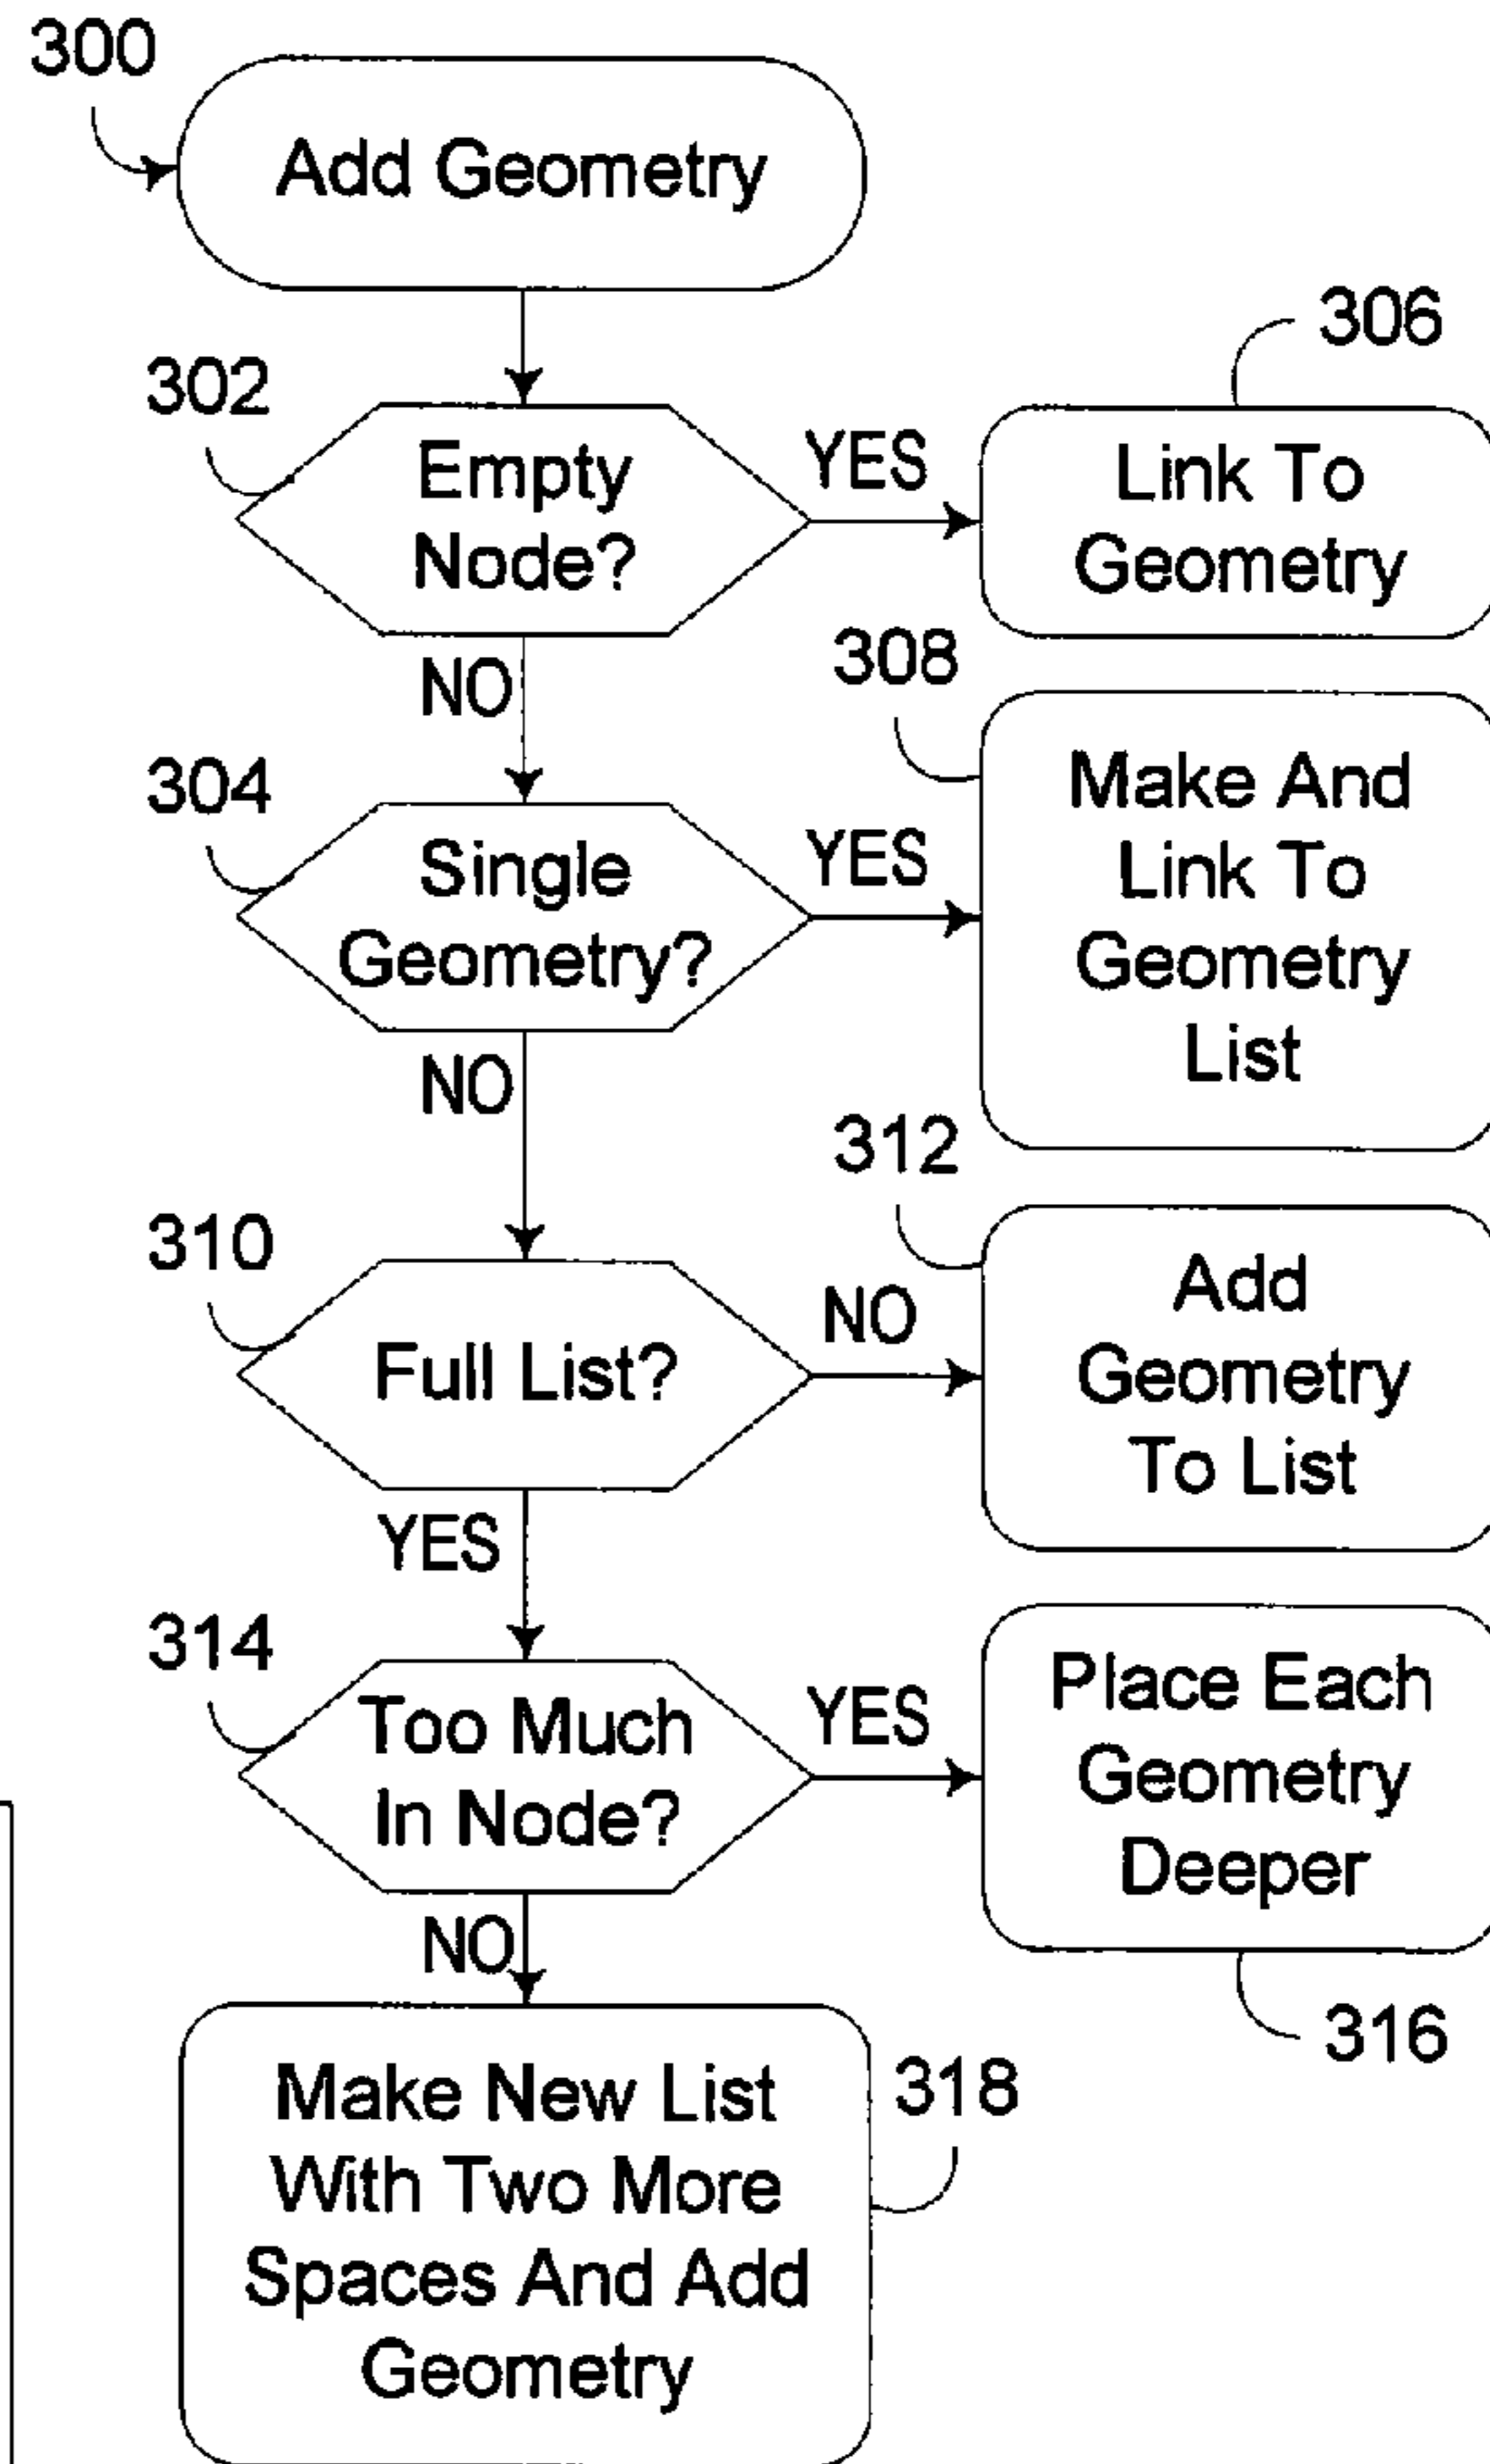 300
Add Geometry
306
302
Empty
Node?
YES
Link To
Geometry
NO
308
304
Single
Geometry?
YES
Make And
Link To
Geometry
List
NO
312
310
Full List?
NO
Add
Geometry
To List
YES
314
Too Much
In Node?
YES
Place Each
Geometry
Deeper
NO
316
Make New List
With Two More
Spaces And Add
Geometry
318